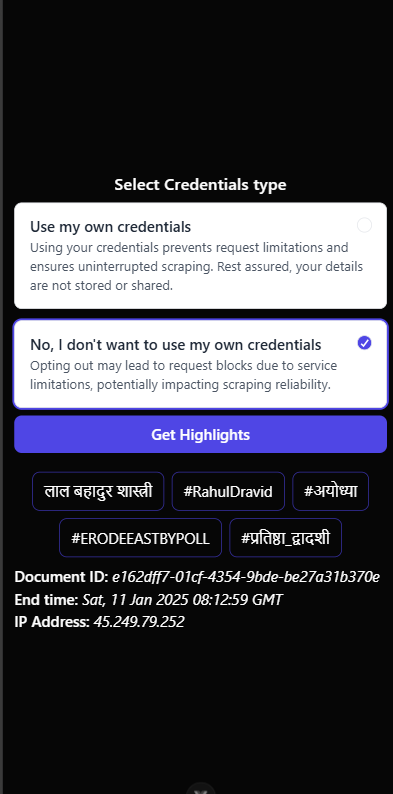 Select Credentials type
Use my own credentials
Using your credentials prevents request limitations and
ensures uninterrupted scraping. Rest assured, your details
are not stored or shared.
No, I don't want to use my own credentials
Opting out may lead to request blocks due to service
limitations, potentially impacting scraping reliability.
Get Highlights
लाल बहादुर शास्त्री #RahulDravid #अयोध्या
#ERODEEASTBYPOLL #प्रतिष्ठा_द्वादशी
Document ID: e162dff7-01cf-4354-9bde-be27a31b370e
End time: Sat, 11 Jan 2025 08:12:59 GMT
IP Address: 45.249.79.252